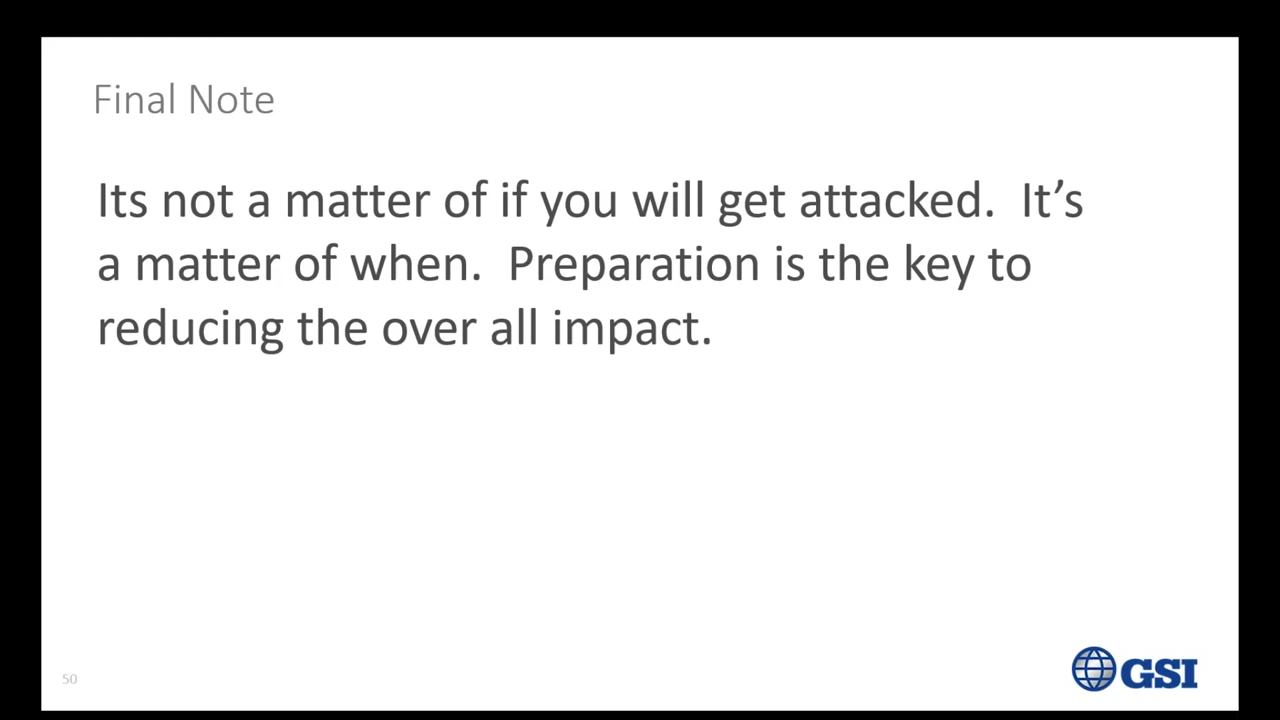 Final Note
Its not a matter of if you will get attacked.  It’s
a matter of when.  Preparation is the key to
reducing the over all impact.
50
GSI